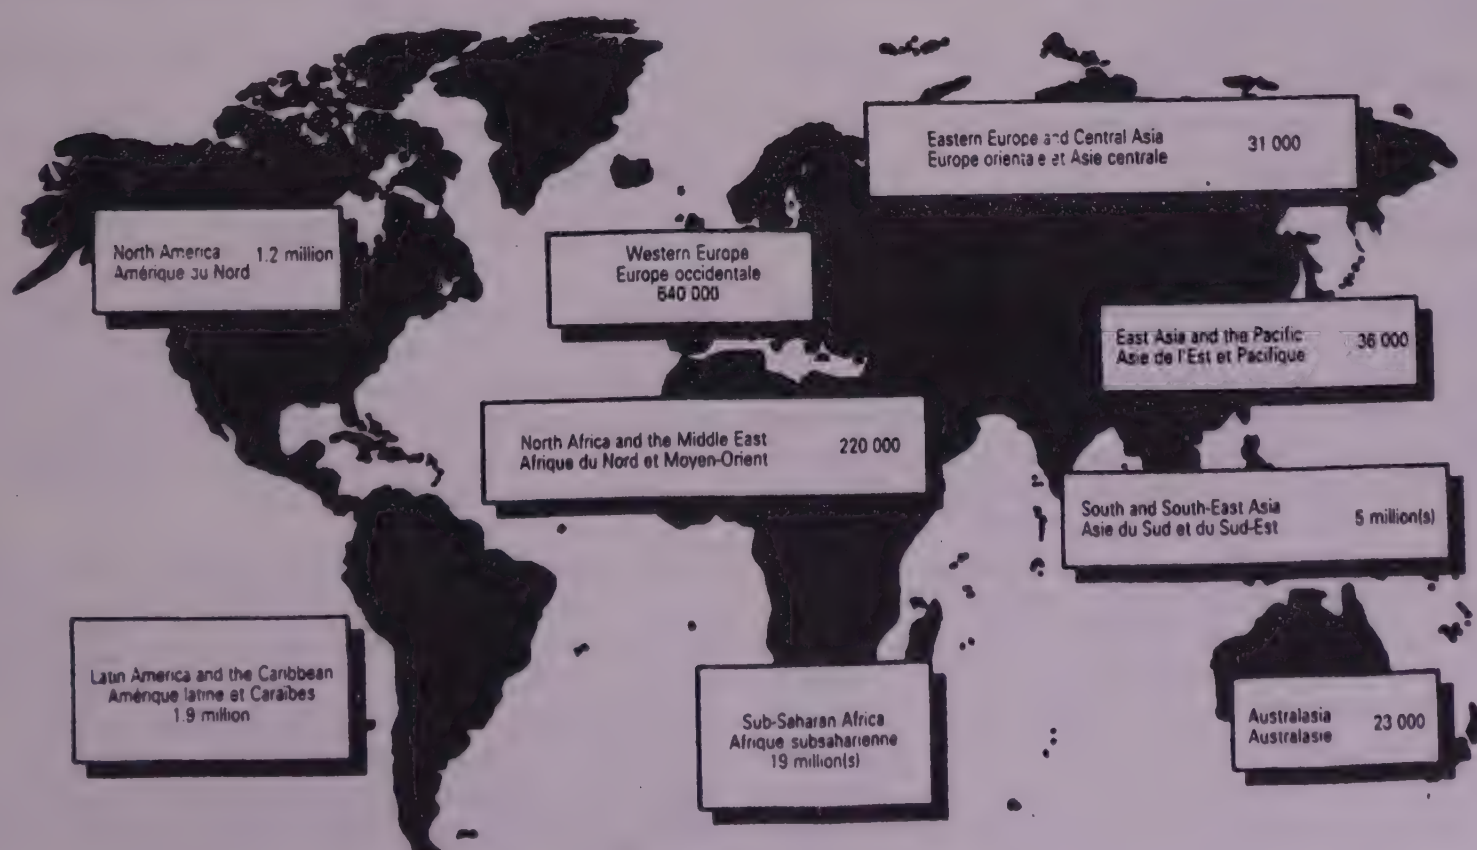 Eastern Europe and Central Asia 31 000
Europe orientale et Asie centrale
North America 1.2 million
Amérique du Nord
Western Europe
Europe occidentale
640 000
East Asia and the Pacific 36 000
Asie de l'Est et Pacifique
North Africa and the Middle East 220 000
Afrique du Nord et Moyen-Orient
South and South-East Asia 5 million(s)
Asie du Sud et du Sud-Est
Latin America and the Caribbean
Amérique latine et Caraïbes
1.9 million
Sub-Saharan Africa
Afrique subsaharienne
19 million(s)
Australasia 23 000
Australasie